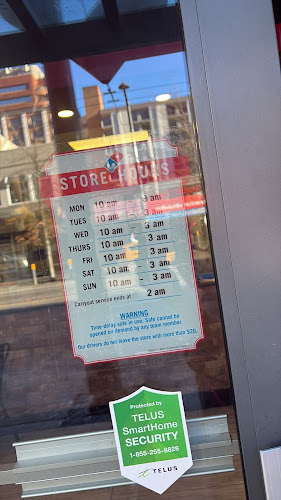 STORE HOURS
MON 10 am - 3 am
TUES 10 am - 3 am
WED 10 am - 3 am
THURS 10 am - 3 am
FRI 10 am - 3 am
SAT 10 am - 3 am
SUN 10 am - 3 am
Carryout service ends at 2 am
WARNING
Time-delay safe in use. Safe cannot be
opened on demand by any team member.
Our drivers do not leave the store with more than $20.
Protected by
TELUS
SmartHome
SECURITY
1-855-255-8828
TELUS